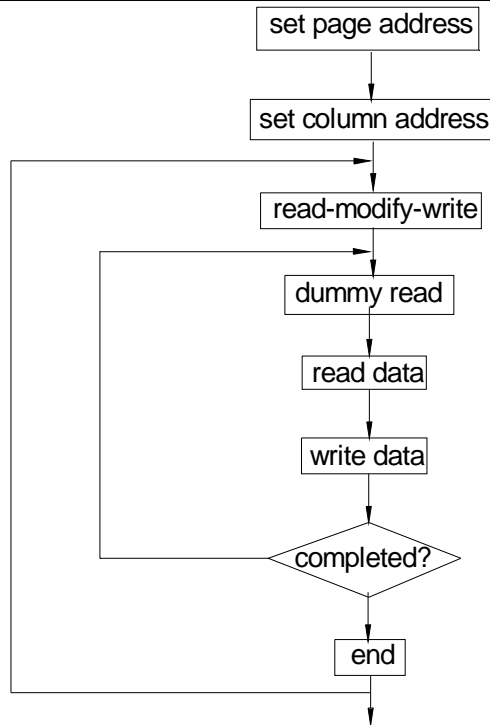 set page address
set column address
read-modify-write
dummy read
read data
write data
completed?
end